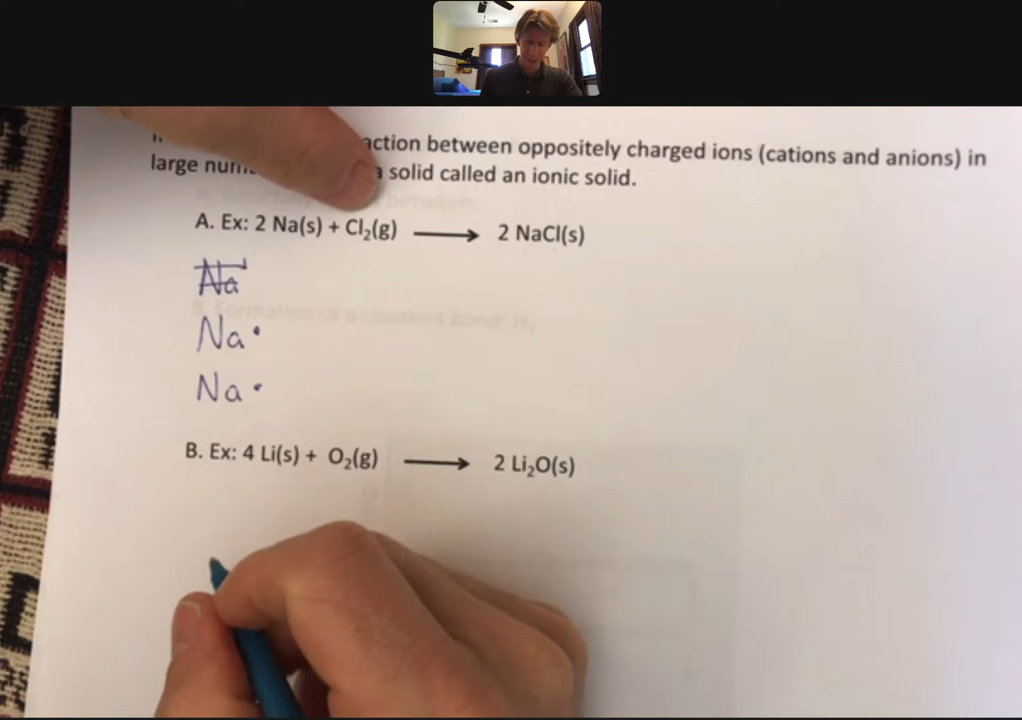 action between oppositely charged ions (cations and anions) in
large solid called an ionic solid.
A. Ex: 2 Na(s) + Cl₂(g) ⟶ 2 NaCl(s)
Na
Na •
Na •
B. Ex: 4 Li(s) + O₂(g) ⟶ 2 Li₂O(s)